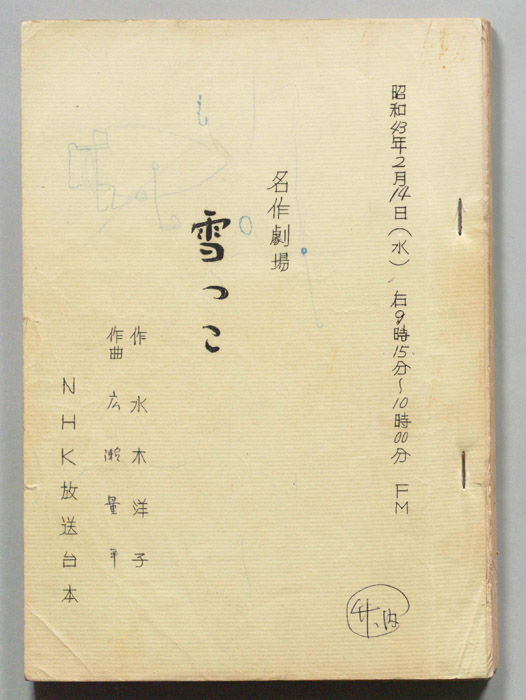 昭和43年2月14日(水) 右9時15分〜10時00分 FM
名作劇場
雪っこ
作 水木洋子
作曲 広瀬量平
NHK放送台本